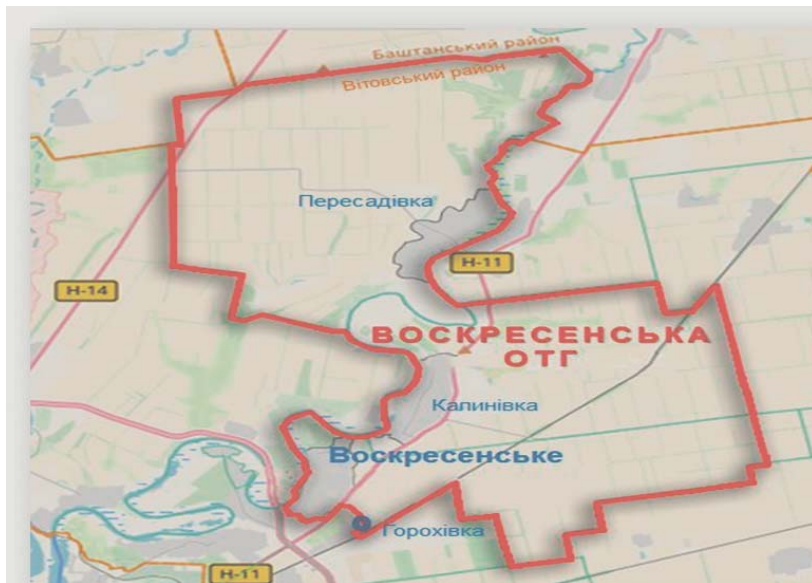 Баштанський район
Вітовський район
Пересадівка
Н-11
Н-14
ВОСКРЕСЕНСЬКА
ОТГ
Калинівка
Воскресенське
Горохівка
Н-11